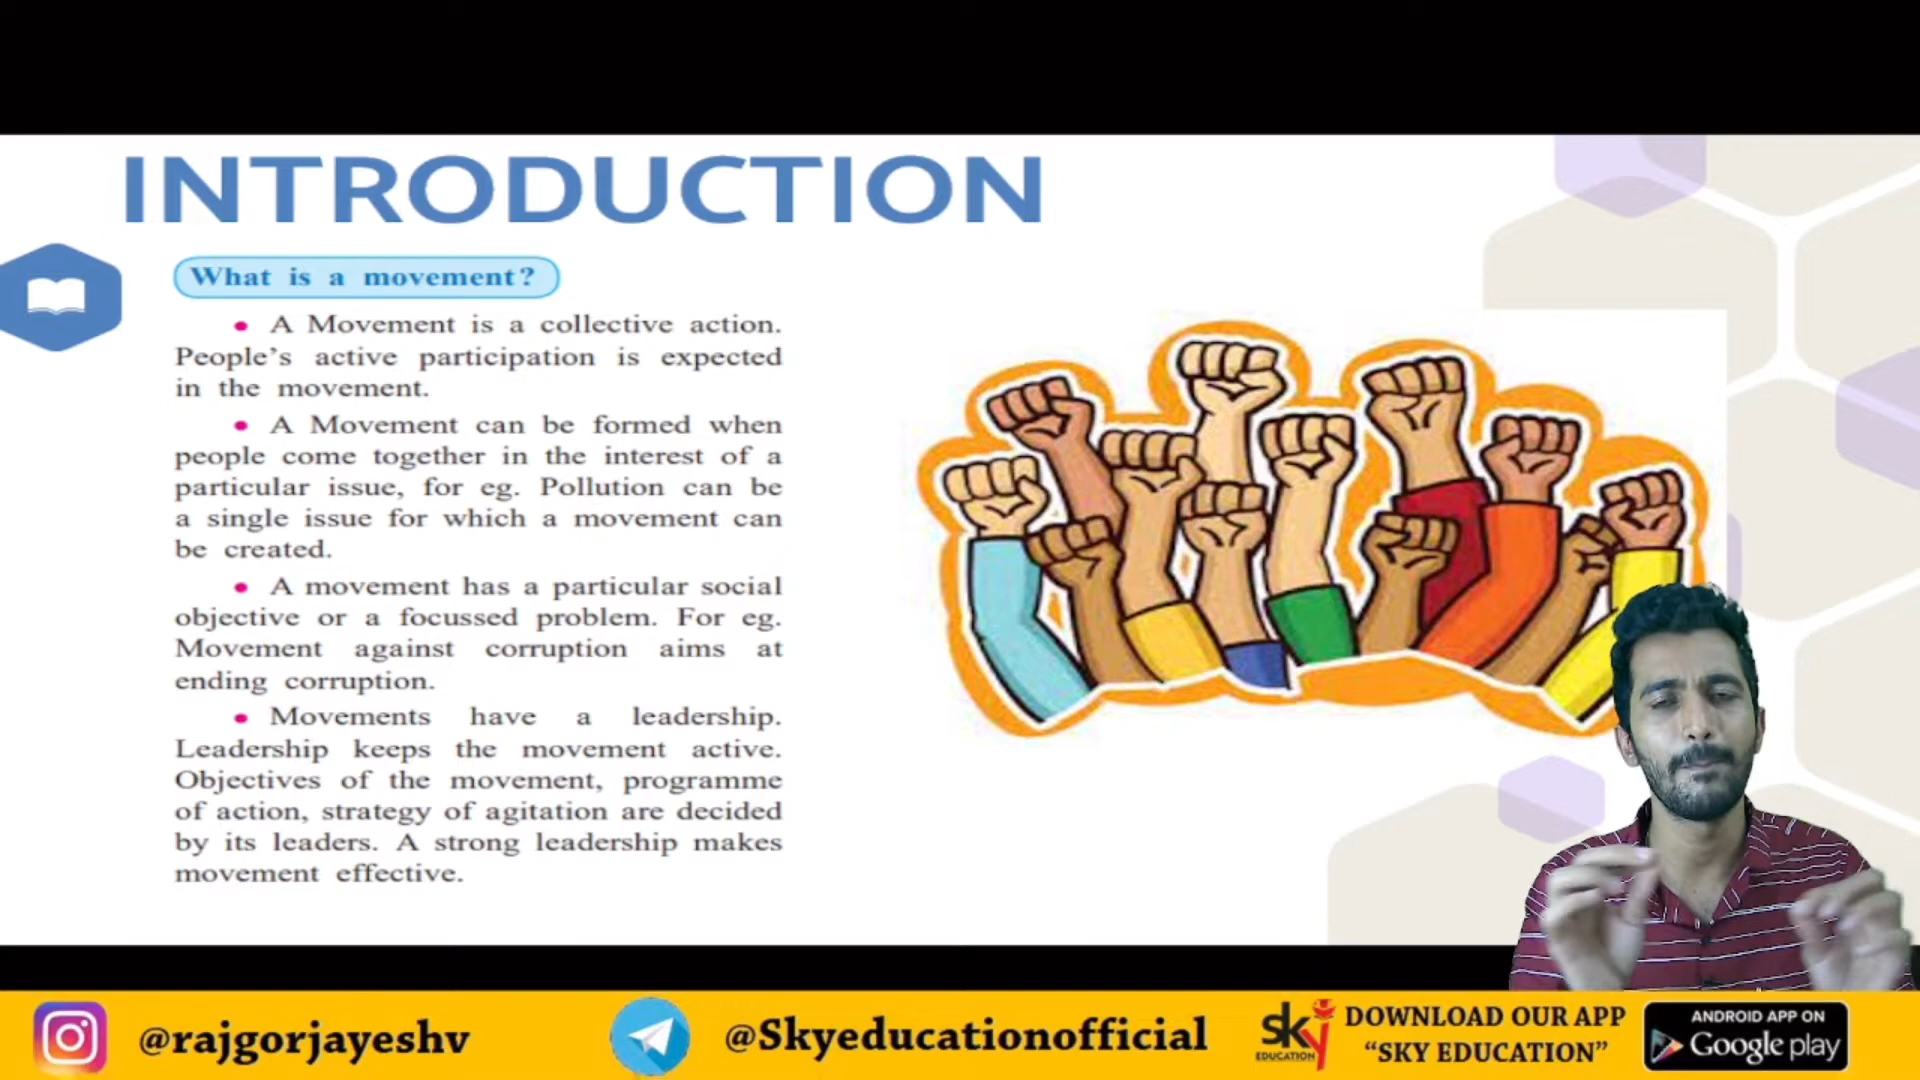 INTRODUCTION
What is a movement?
• A Movement is a collective action.
People's active participation is expected
in the movement.
• A Movement can be formed when
people come together in the interest of a
particular issue, for eg. Pollution can be
a single issue for which a movement can
be created.
• A movement has a particular social
objective or a focussed problem. For eg.
Movement against corruption aims at
ending corruption.
• Movements have a leadership.
Leadership keeps the movement active.
Objectives of the movement, programme
of action, strategy of agitation are decided
by its leaders. A strong leadership makes
movement effective.
@rajgorjayeshv
@Skyeducationofficial
sky
EDUCATION
DOWNLOAD OUR APP
“SKY EDUCATION”
ANDROID APP ON
Google play